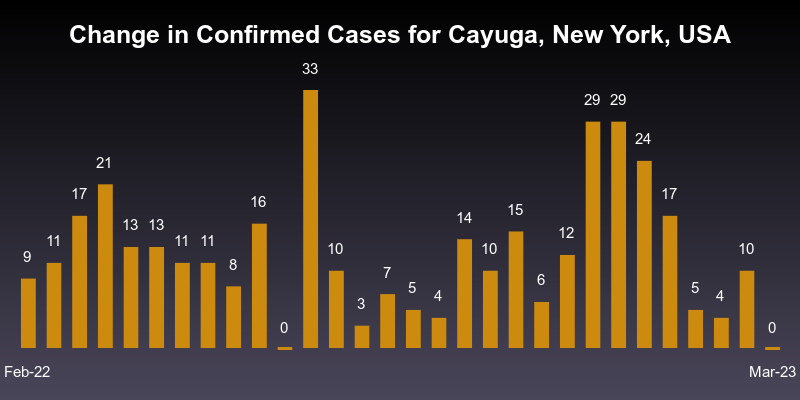 Change in Confirmed Cases for Cayuga, New York, USA
9 11 17 21 13 13 11 11 8 16 0 33 10 3 7 5 4 14 10 15 6 12 29 29 24 17 5 4 10 0
Feb-22 Mar-23